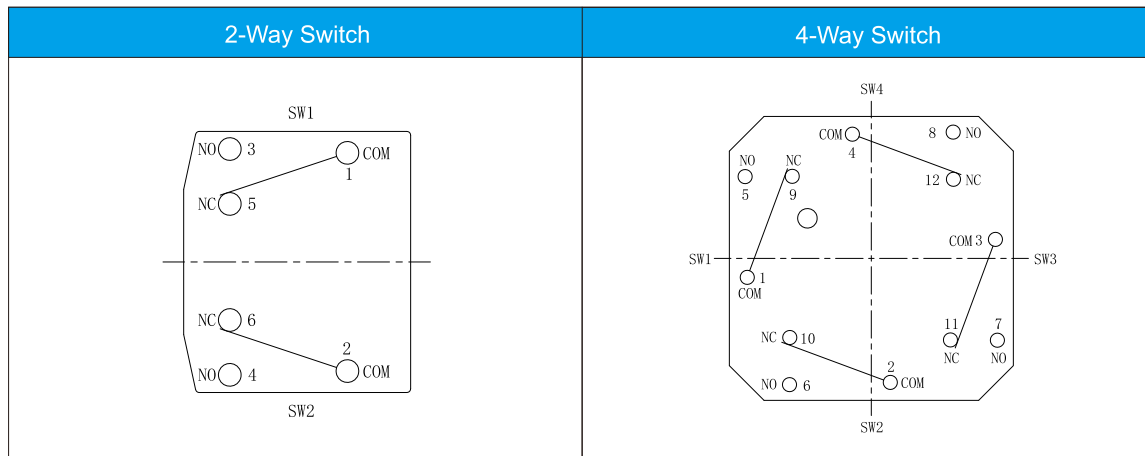 2-Way Switch
4-Way Switch
SW1
NO 3
COM
1
NC 5
NC 6
2
COM
NO 4
SW2
SW4
COM
4
8 NO
NO
5
NC
9
12 NC
COM 3
SW1
SW3
1
COM
NC 10
11
NC
7
NO
2
COM
NO 6
SW2